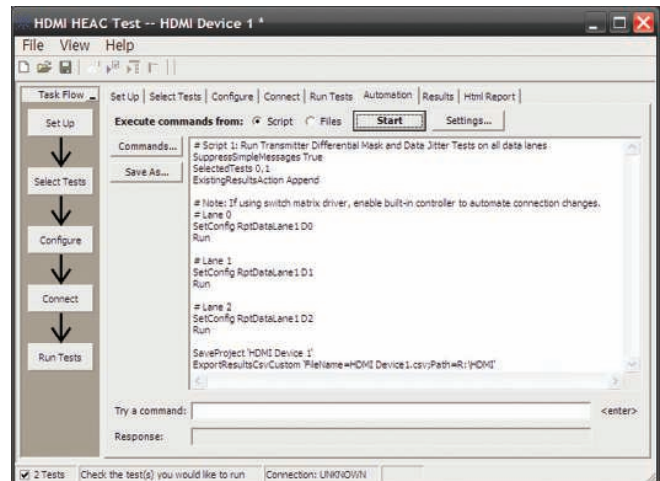 HDMI HEAC Test -- HDMI Device 1 *
File View Help
Task Flow
Set Up
Select Tests
Configure
Connect
Run Tests
Set Up | Select Tests | Configure | Connect | Run Tests | Automation | Results | Html Report |
Execute commands from: Script Files Start Settings...
Commands...
Save As...
# Script 1: Run Transmitter Differential Mask and Data Jitter Tests on all data lanes
SuppressSimpleMessages True
SelectedTests 0,1
ExistingResultsAction Append
# Note: If using switch matrix driver, enable built-in controller to automate connection changes.
# Lane 0
SetConfig RptDataLane1 D0
Run
# Lane 1
SetConfig RptDataLane1 D1
Run
# Lane 2
SetConfig RptDataLane1 D2
Run
SaveProject 'HDMI Device 1'
ExportResultsCsvCustom 'FileName=HDMI Device1.csv;Path=R:\HDMI'
Try a command: <enter>
Response:
2 Tests Check the test(s) you would like to run Connection: UNKNOWN